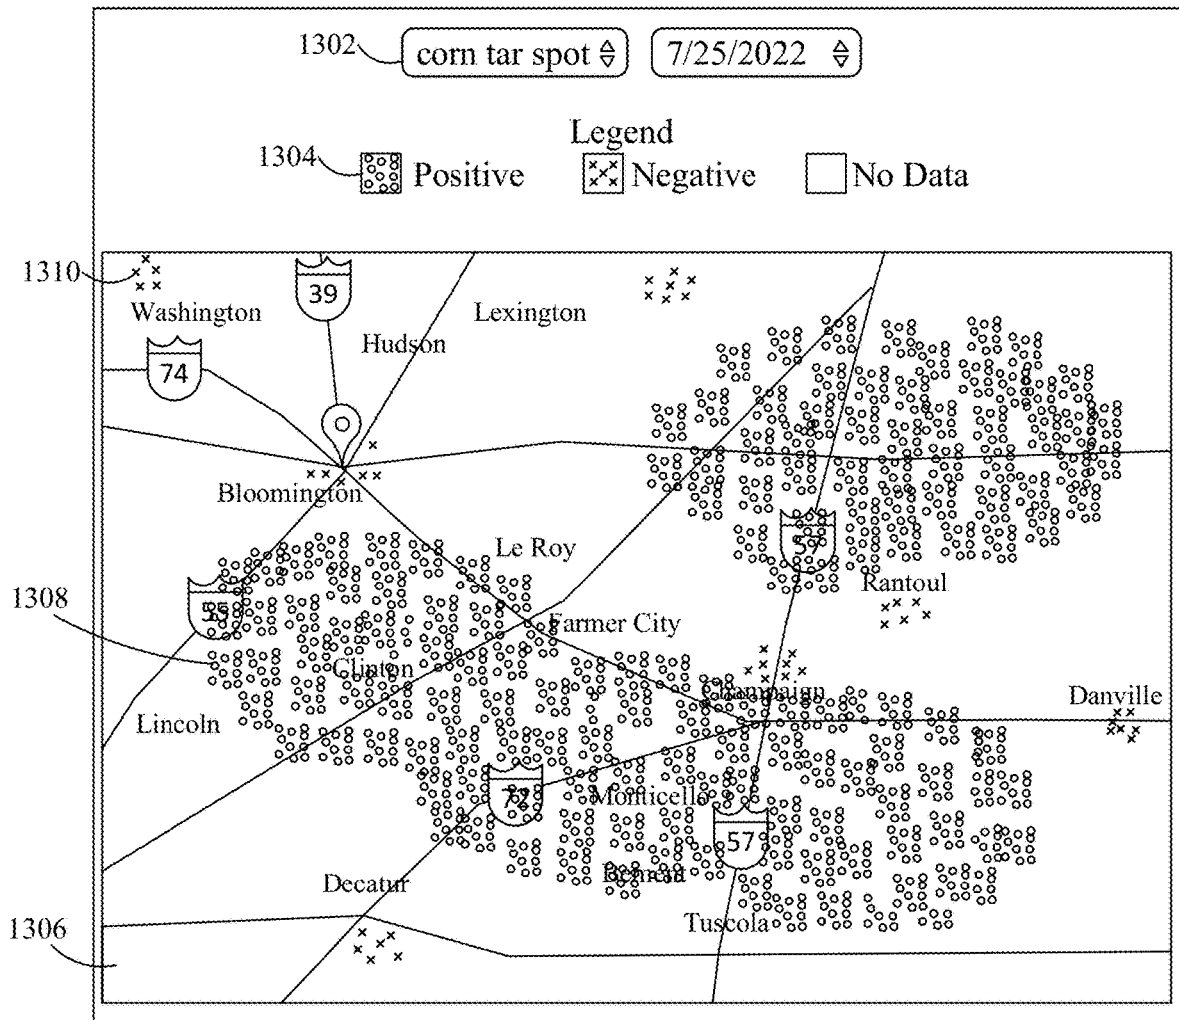 1302 corn tar spot 7/25/2022
Legend
1304 Positive Negative No Data
1310
Washington
39
Lexington
Hudson
74
Bloomington
Le Roy
57
Rantoul
1308
55
Farmer City
Clinton
Champaign
Danville
Lincoln
72
Monticello
57
Bement
Decatur
Tuscola
1306